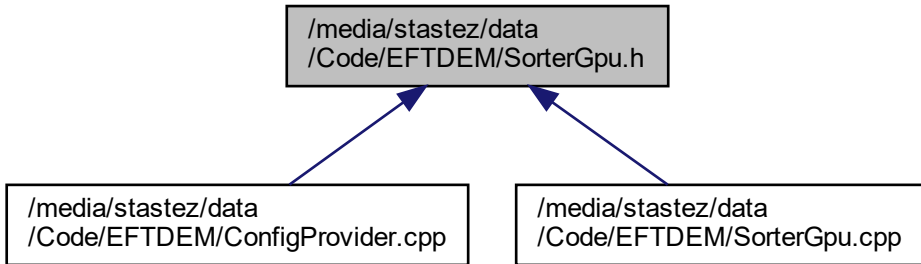 /media/stastez/data
/Code/EFTDEM/SorterGpu.h
/media/stastez/data
/Code/EFTDEM/ConfigProvider.cpp
/media/stastez/data
/Code/EFTDEM/SorterGpu.cpp